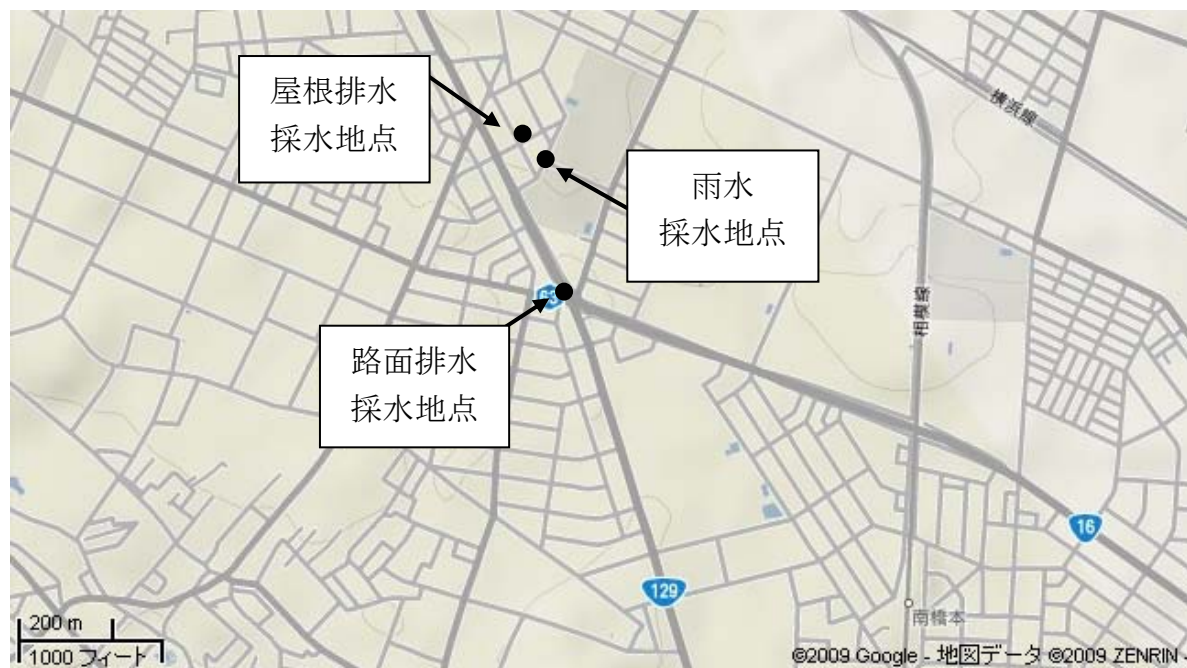 屋根排水
採水地点
雨水
採水地点
横浜線
相模線
63
路面排水
採水地点
16
129
南橋本
200 m
1000 フィート
©2009 Google - 地図データ ©2009 ZENRIN -